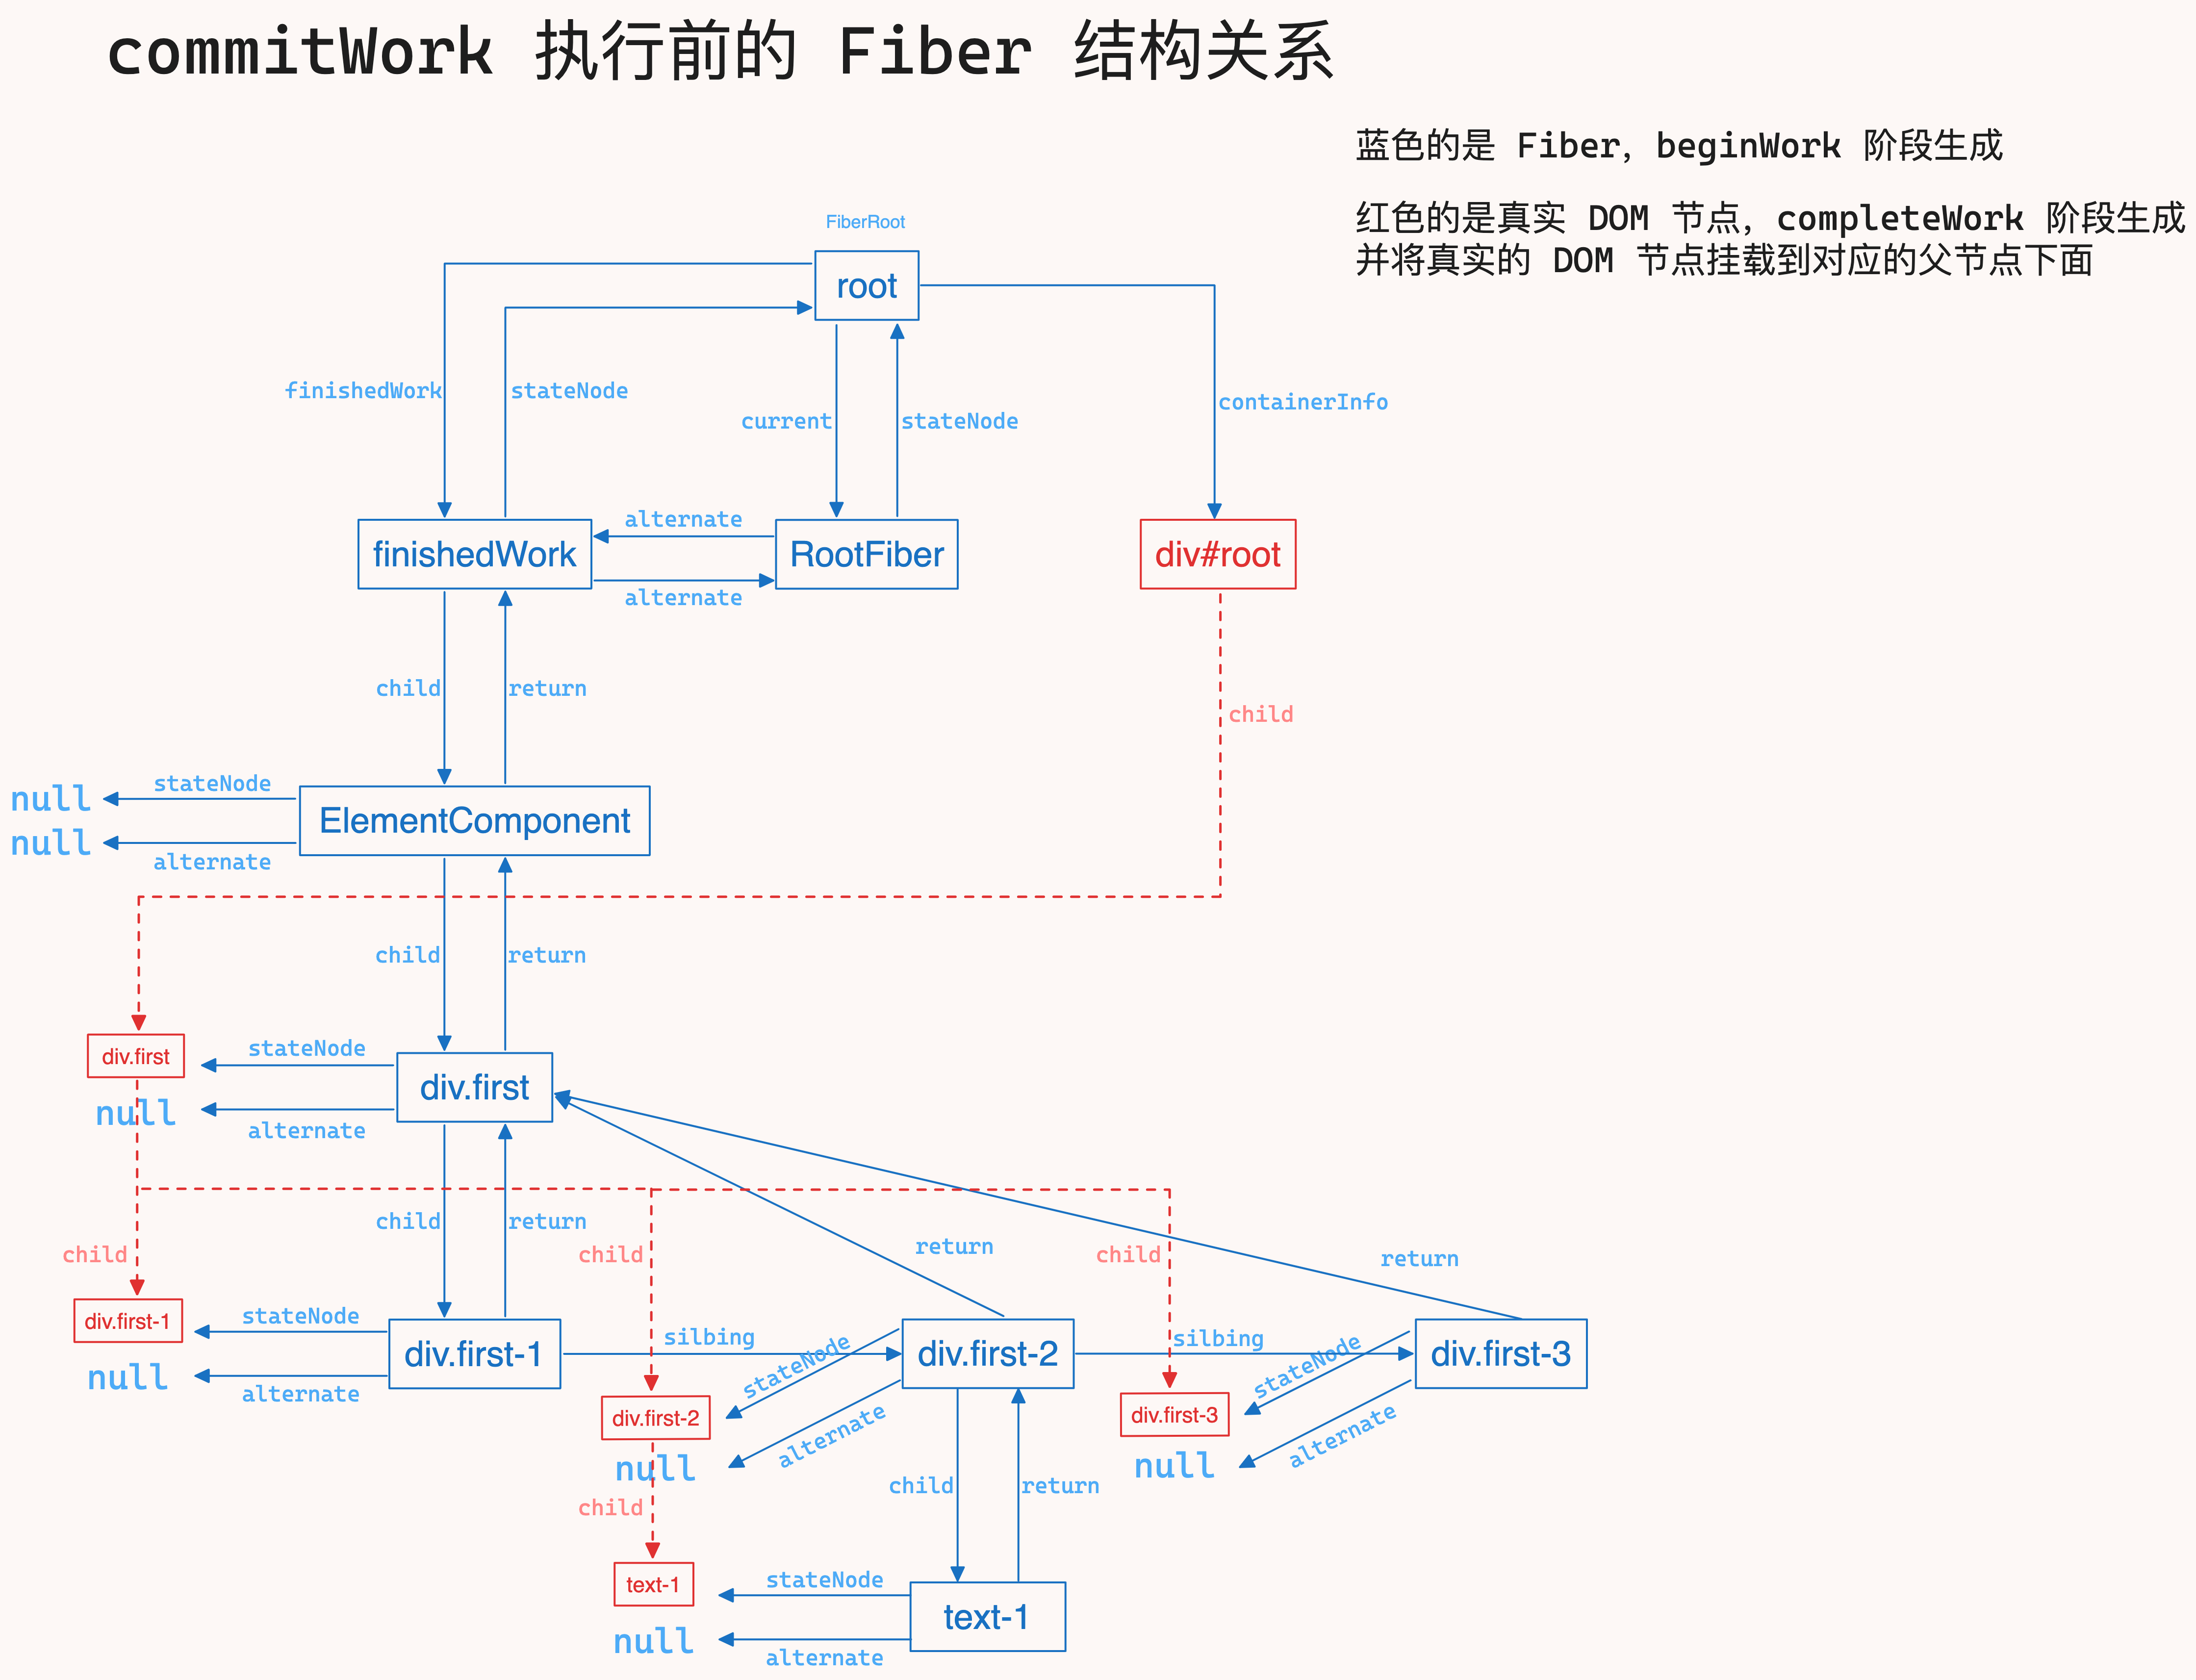 commitWork 执行前的 Fiber 结构关系
蓝色的是 Fiber，beginWork 阶段生成
红色的是真实 DOM 节点，completeWork 阶段生成
并将真实的 DOM 节点挂载到对应的父节点下面
FiberRoot
root
finishedWork
stateNode
current
stateNode
containerInfo
finishedWork
alternate
alternate
RootFiber
div#root
child
return
child
null
stateNode
null
alternate
ElementComponent
child
return
div.first
stateNode
null
alternate
div.first
child
return
return
return
child
child
child
div.first-1
stateNode
null
alternate
div.first-1
silbing
stateNode
div.first-2
silbing
stateNode
div.first-3
div.first-2
alternate
null
div.first-3
alternate
null
child
child
return
text-1
stateNode
null
alternate
text-1